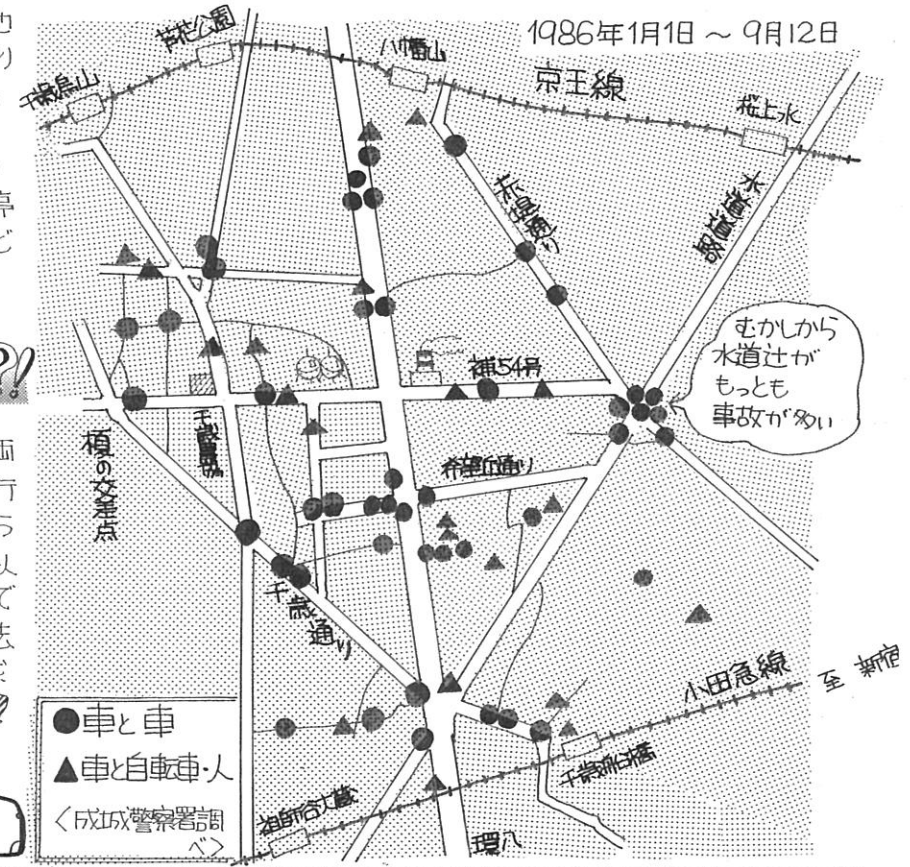 1986年1月1日 ～ 9月12日
芦花公園
八幡山
千歳烏山
京王線
桜上水
水道道路
赤堤通り
むかしから
水道辻が
もっとも
事故が多い
補54号
榎の交差点
希望丘通り
千歳通り
小田急線
至 新宿
千歳船橋
祖師谷大蔵
環八
●車と車
▲車と自転車・人
〈成城警察署調
べ〉